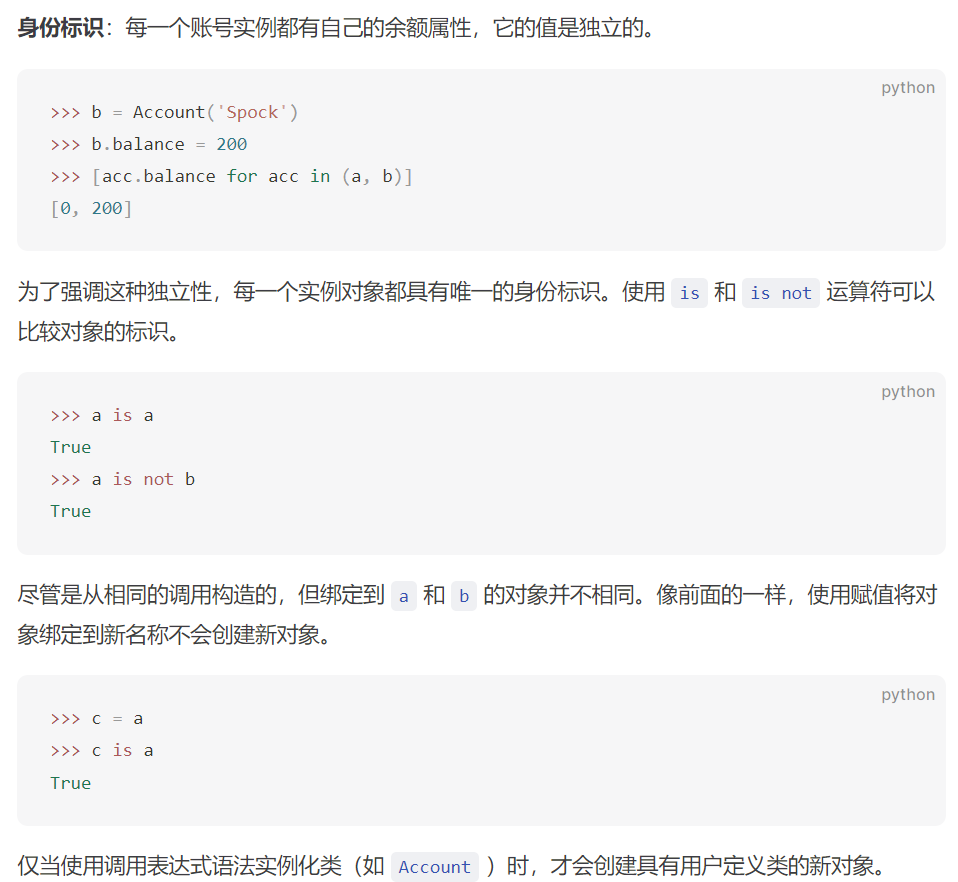 身份标识：每一个账号实例都有自己的余额属性，它的值是独立的。
python
>>> b = Account('Spock')
>>> b.balance = 200
>>> [acc.balance for acc in (a, b)]
[0, 200]
为了强调这种独立性，每一个实例对象都具有唯一的身份标识。使用 is 和 is not 运算符可以
比较对象的标识。
python
>>> a is a
True
>>> a is not b
True
尽管是从相同的调用构造的，但绑定到 a 和 b 的对象并不相同。像前面的一样，使用赋值将对
象绑定到新名称不会创建新对象。
python
>>> c = a
>>> c is a
True
仅当使用调用表达式语法实例化类（如 Account ）时，才会创建具有用户定义类的新对象。